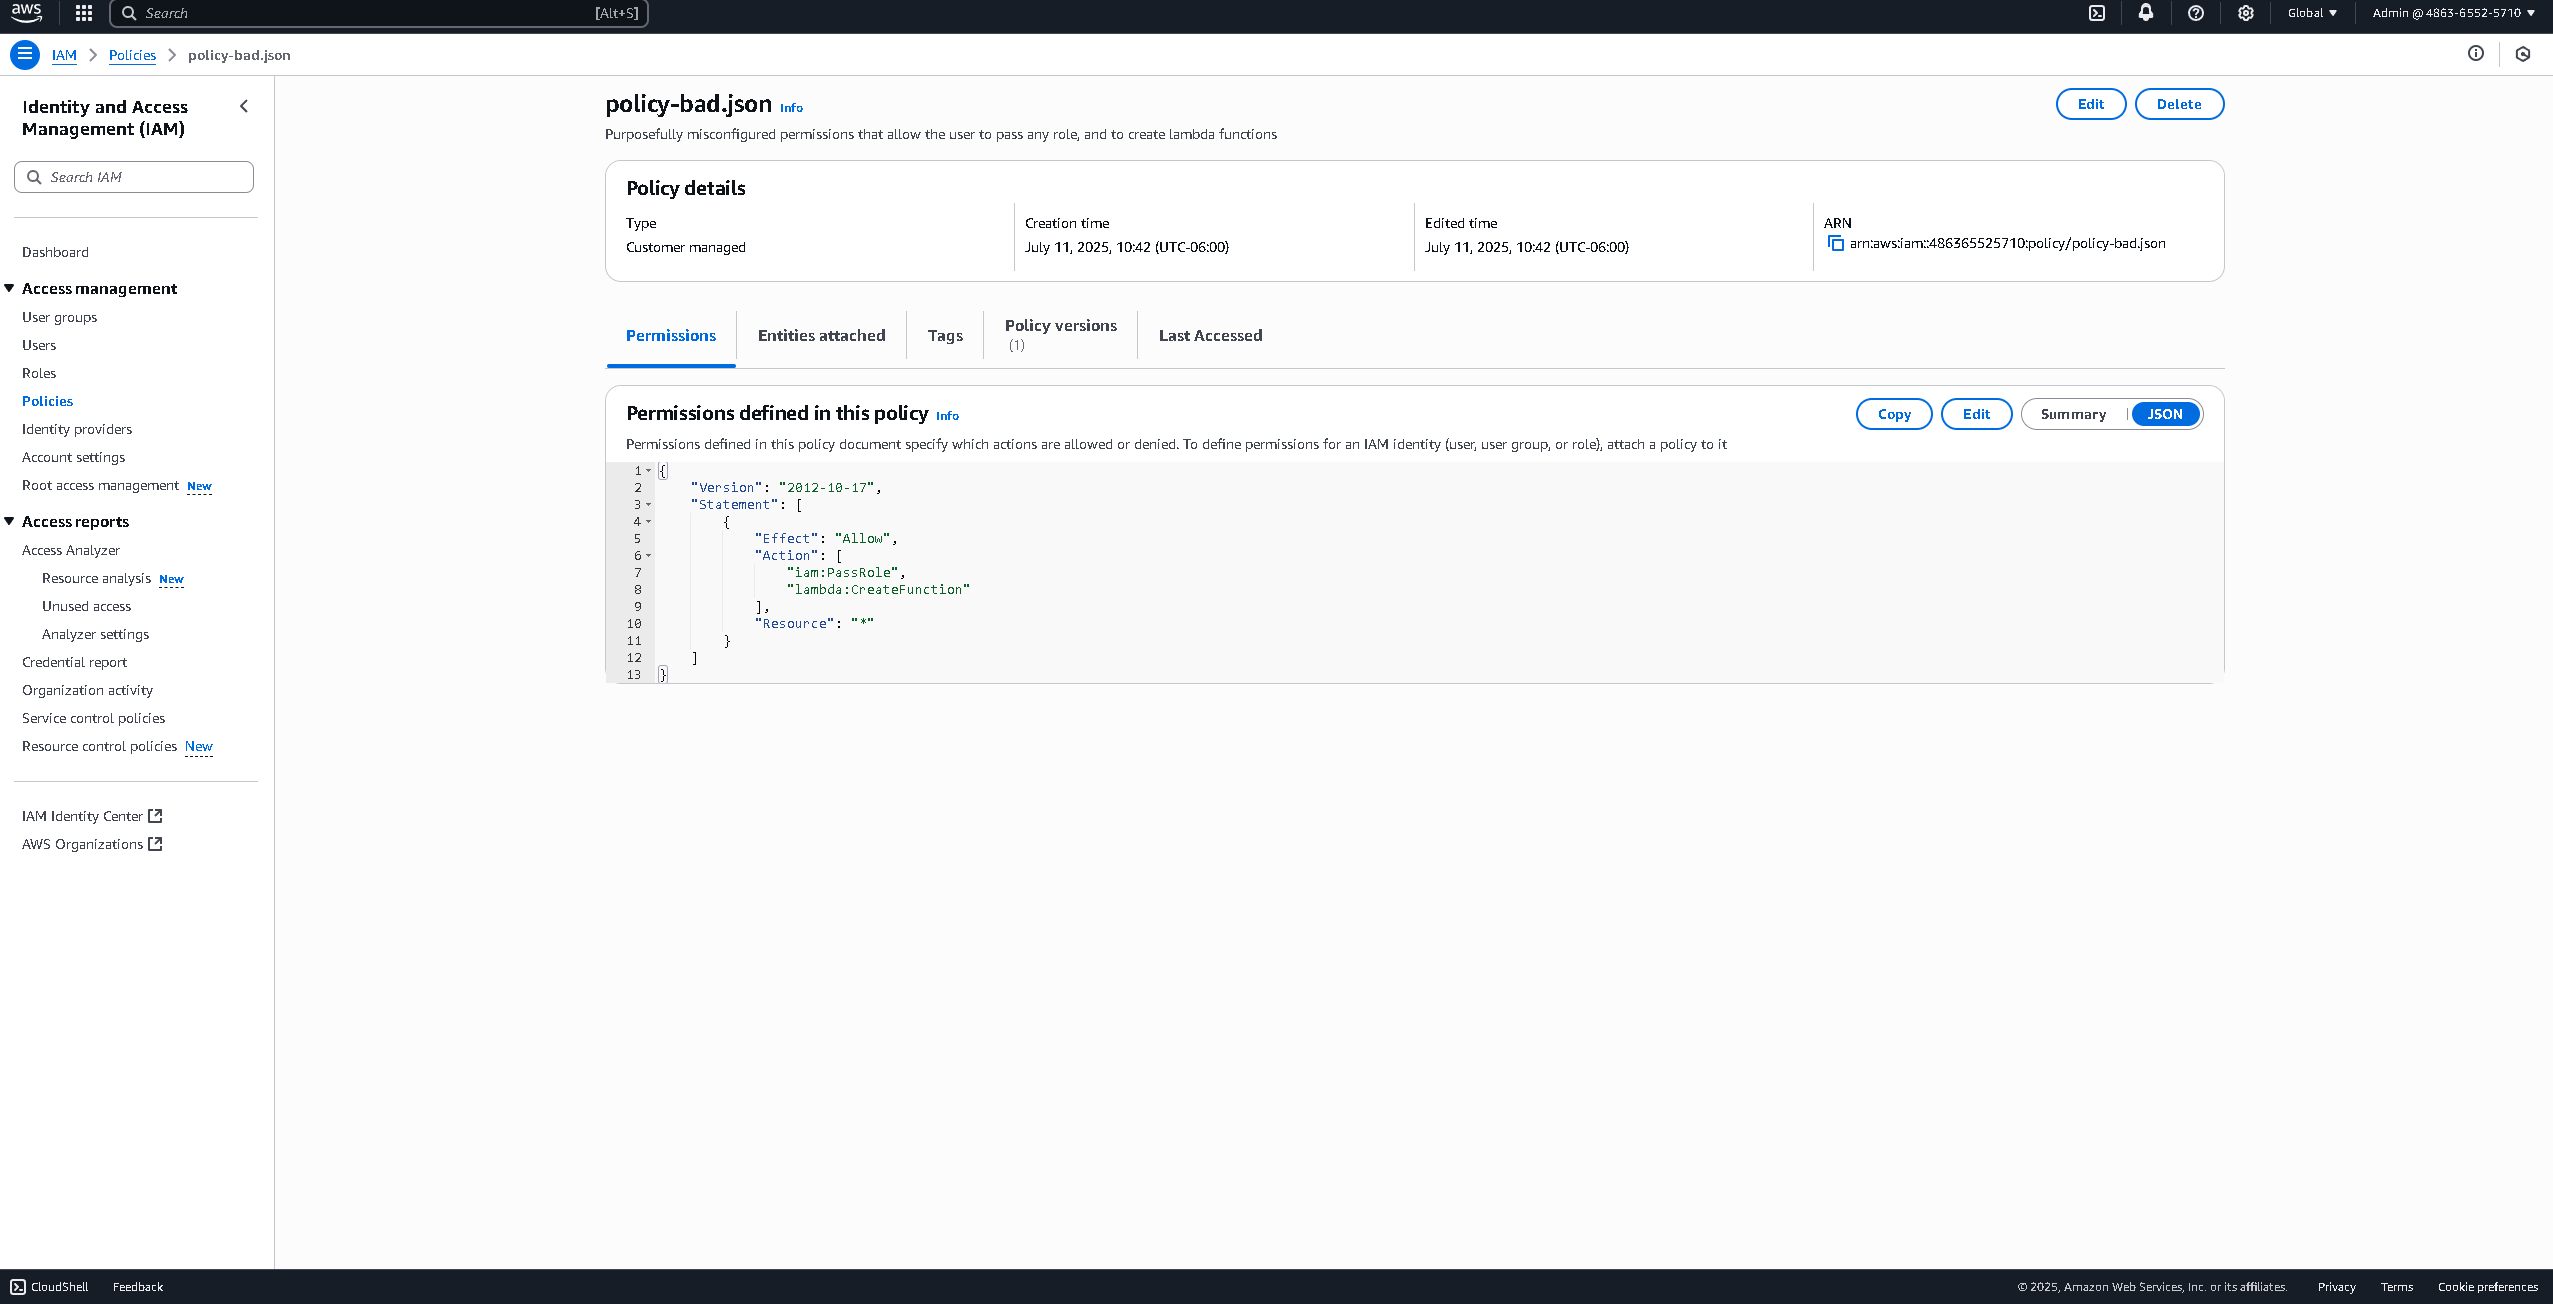 aws
Search [Alt+S]
Global
Admin @ 4863-6552-5710
IAM
Policies
policy-bad.json
Identity and Access
Management (IAM)
Search IAM
Dashboard
Access management
User groups
Users
Roles
Policies
Identity providers
Account settings
Root access management New
Access reports
Access Analyzer
Resource analysis New
Unused access
Analyzer settings
Credential report
Organization activity
Service control policies
Resource control policies New
IAM Identity Center
AWS Organizations
policy-bad.json Info
Edit
Delete
Purposefully misconfigured permissions that allow the user to pass any role, and to create lambda functions
Policy details
Type
Customer managed
Creation time
July 11, 2025, 10:42 (UTC-06:00)
Edited time
July 11, 2025, 10:42 (UTC-06:00)
ARN
arn:aws:iam::486365525710:policy/policy-bad.json
Permissions
Entities attached
Tags
Policy versions
(1)
Last Accessed
Permissions defined in this policy Info
Copy
Edit
Summary
JSON
Permissions defined in this policy document specify which actions are allowed or denied. To define permissions for an IAM identity (user, user group, or role), attach a policy to it
1 {
2 "Version": "2012-10-17",
3 "Statement": [
4 {
5 "Effect": "Allow",
6 "Action": [
7 "iam:PassRole",
8 "lambda:CreateFunction"
9 ],
10 "Resource": "*"
11 }
12 ]
13 }
CloudShell
Feedback
© 2025, Amazon Web Services, Inc. or its affiliates.
Privacy
Terms
Cookie preferences